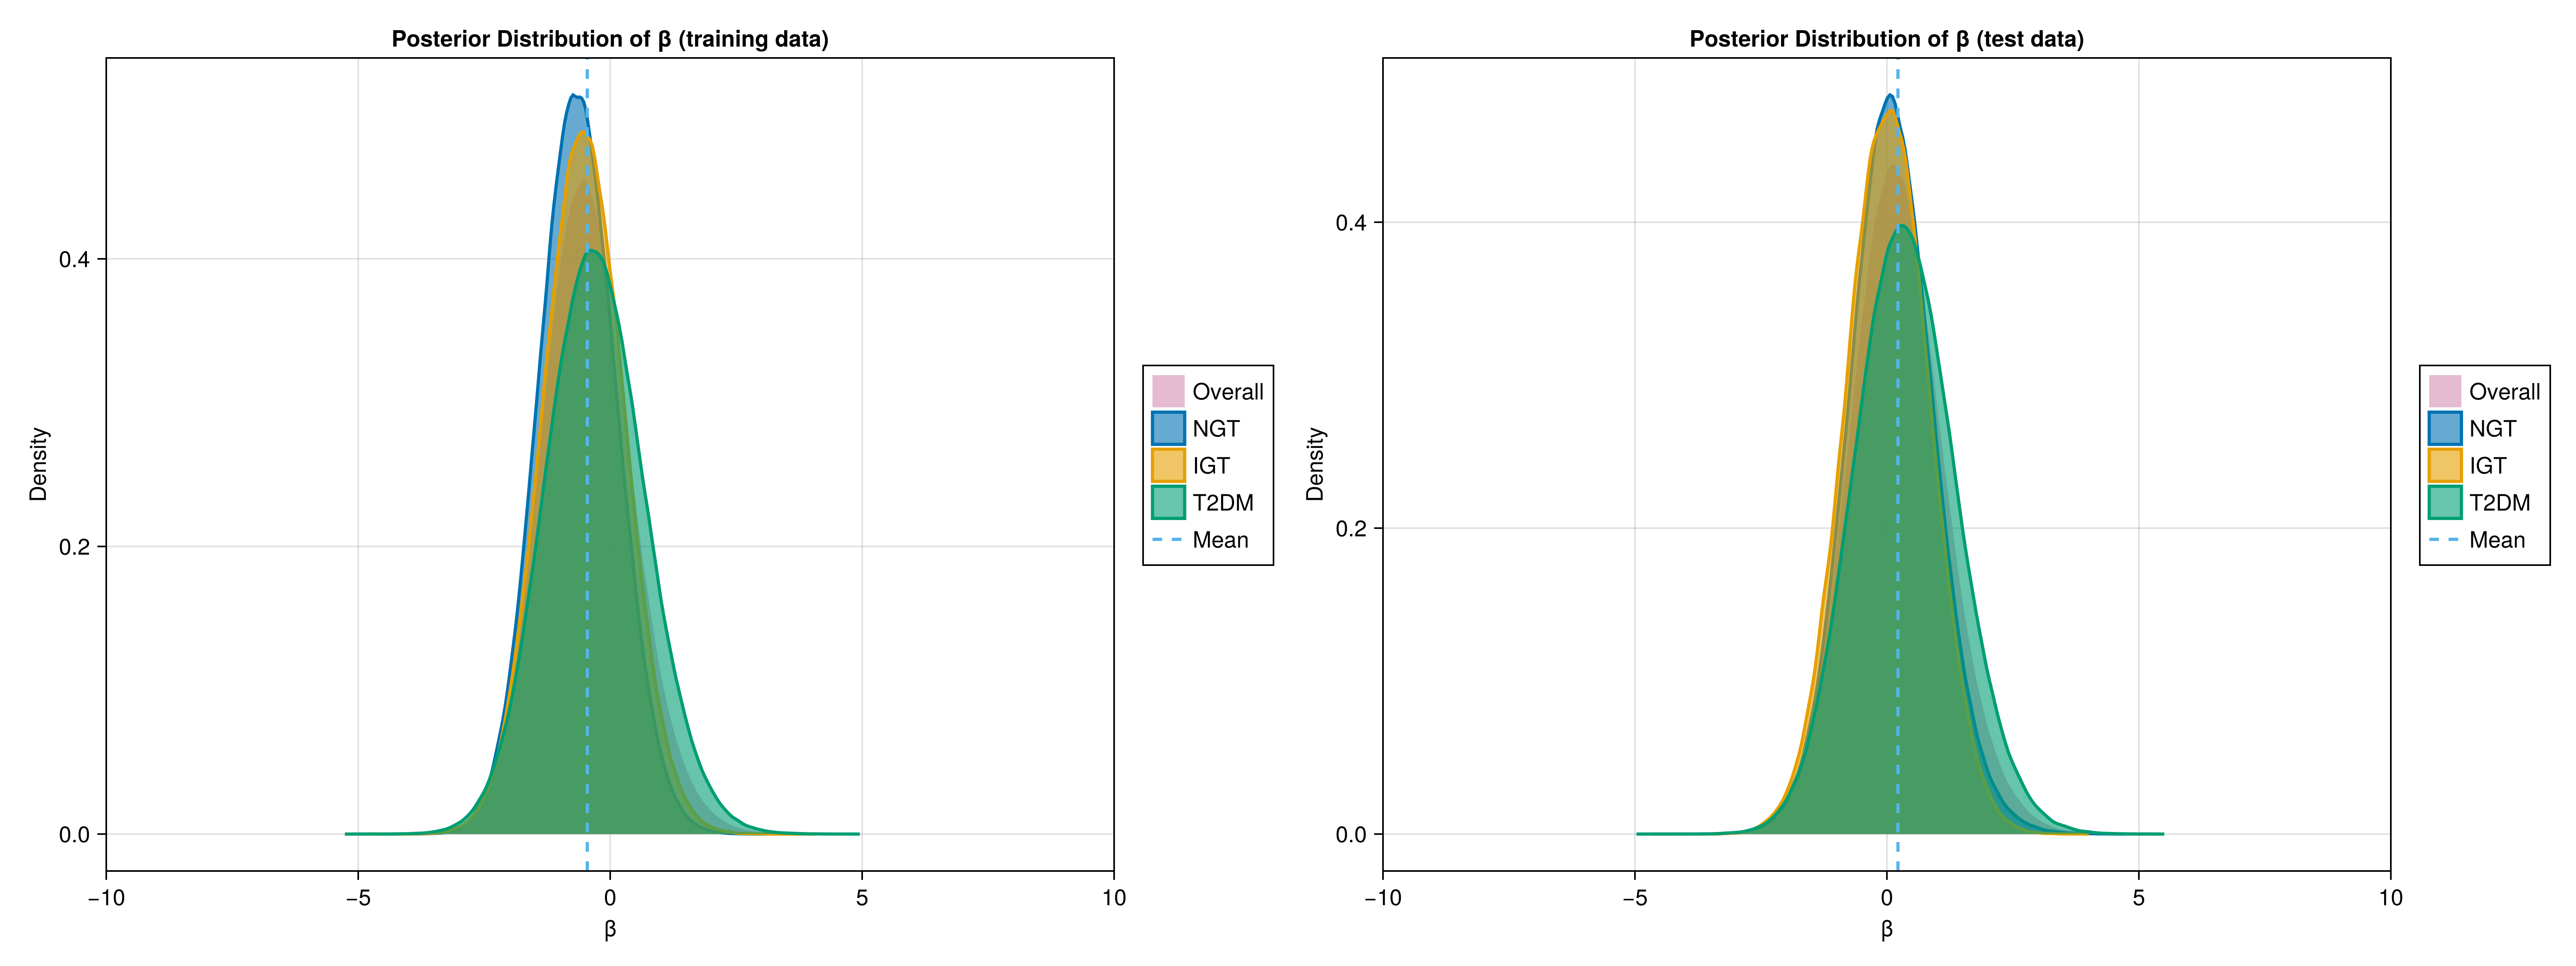 Posterior Distribution of β (training data)
Density
0.4
0.2
0.0
−10
−5
0
5
10
β
Overall
NGT
IGT
T2DM
Mean
Posterior Distribution of β (test data)
Density
0.4
0.2
0.0
−10
−5
0
5
10
β
Overall
NGT
IGT
T2DM
Mean